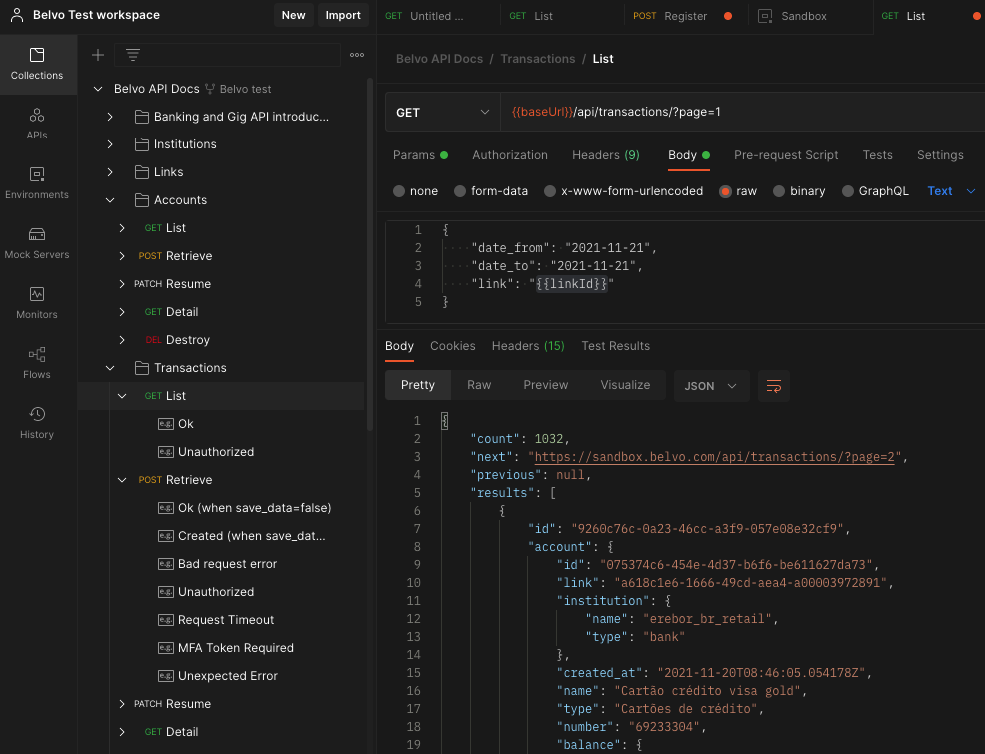 Belvo Test workspace
New
Import
GET Untitled ...
GET List
POST Register
Sandbox
GET List
Collections
APIs
Environments
Mock Servers
Monitors
Flows
History
Belvo API Docs Belvo test
Banking and Gig API introduc...
Institutions
Links
Accounts
GET List
POST Retrieve
PATCH Resume
GET Detail
DEL Destroy
Transactions
GET List
e.g. Ok
e.g. Unauthorized
POST Retrieve
e.g. Ok (when save_data=false)
e.g. Created (when save_dat...
e.g. Bad request error
e.g. Unauthorized
e.g. Request Timeout
e.g. MFA Token Required
e.g. Unexpected Error
PATCH Resume
GET Detail
Belvo API Docs / Transactions / List
GET {{baseUrl}}/api/transactions/?page=1
Params Authorization Headers (9) Body Pre-request Script Tests Settings
none form-data x-www-form-urlencoded raw binary GraphQL Text
1 {
2 "date_from": "2021-11-21",
3 "date_to": "2021-11-21",
4 "link": "{{linkId}}"
5 }
Body Cookies Headers (15) Test Results
Pretty Raw Preview Visualize JSON
1 {
2 "count": 1032,
3 "next": "https://sandbox.belvo.com/api/transactions/?page=2",
4 "previous": null,
5 "results": [
6 {
7 "id": "9260c76c-0a23-46cc-a3f9-057e08e32cf9",
8 "account": {
9 "id": "075374c6-454e-4d37-b6f6-be611627da73",
10 "link": "a618c1e6-1666-49cd-aea4-a00003972891",
11 "institution": {
12 "name": "erebor_br_retail",
13 "type": "bank"
14 },
15 "created_at": "2021-11-20T08:46:05.054178Z",
16 "name": "Cartão crédito visa gold",
17 "type": "Cartões de crédito",
18 "number": "69233304",
19 "balance": {